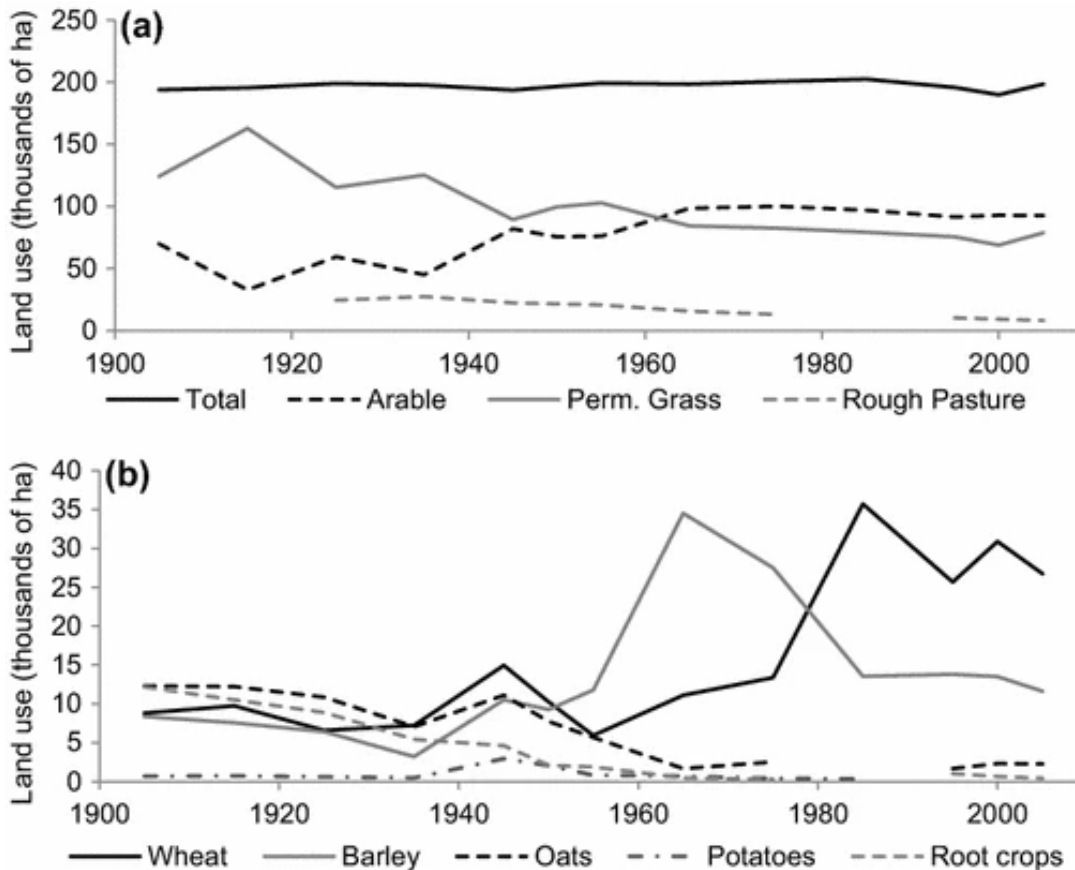 (a)
Land use (thousands of ha)
250
200
150
100
50
0
1900 1920 1940 1960 1980 2000
Total Arable Perm. Grass Rough Pasture
(b)
Land use (thousands of ha)
40
35
30
25
20
15
10
5
0
1900 1920 1940 1960 1980 2000
Wheat Barley Oats Potatoes Root crops